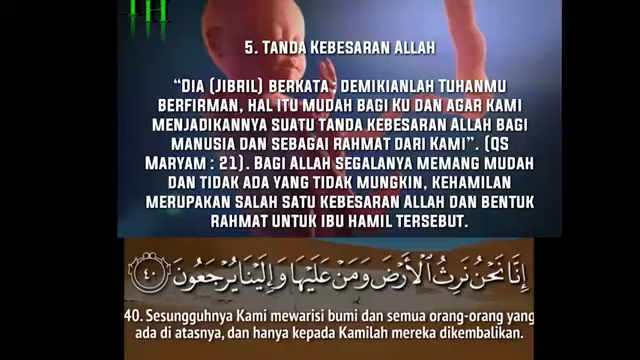 TH
5. TANDA KEBESARAN ALLAH
"DIA (JIBRIL) BERKATA : DEMIKIANLAH TUHANMU
BERFIRMAN, HAL ITU MUDAH BAGI KU DAN AGAR KAMI
MENJADIKANNYA SUATU TANDA KEBESARAN ALLAH BAGI
MANUSIA DAN SEBAGAI RAHMAT DARI KAMI". (QS
MARYAM : 21). BAGI ALLAH SEGALANYA MEMANG MUDAH
DAN TIDAK ADA YANG TIDAK MUNGKIN, KEHAMILAN
MERUPAKAN SALAH SATU KEBESARAN ALLAH DAN BENTUK
RAHMAT UNTUK IBU HAMIL TERSEBUT.
إِنَّا نَحْنُ نَرِثُ الْأَرْضَ وَمَنْ عَلَيْهَا وَإِلَيْنَا يُرْجَعُونَ ٤٠
40. Sesungguhnya Kami mewarisi bumi dan semua orang-orang yang
ada di atasnya, dan hanya kepada Kamilah mereka dikembalikan.